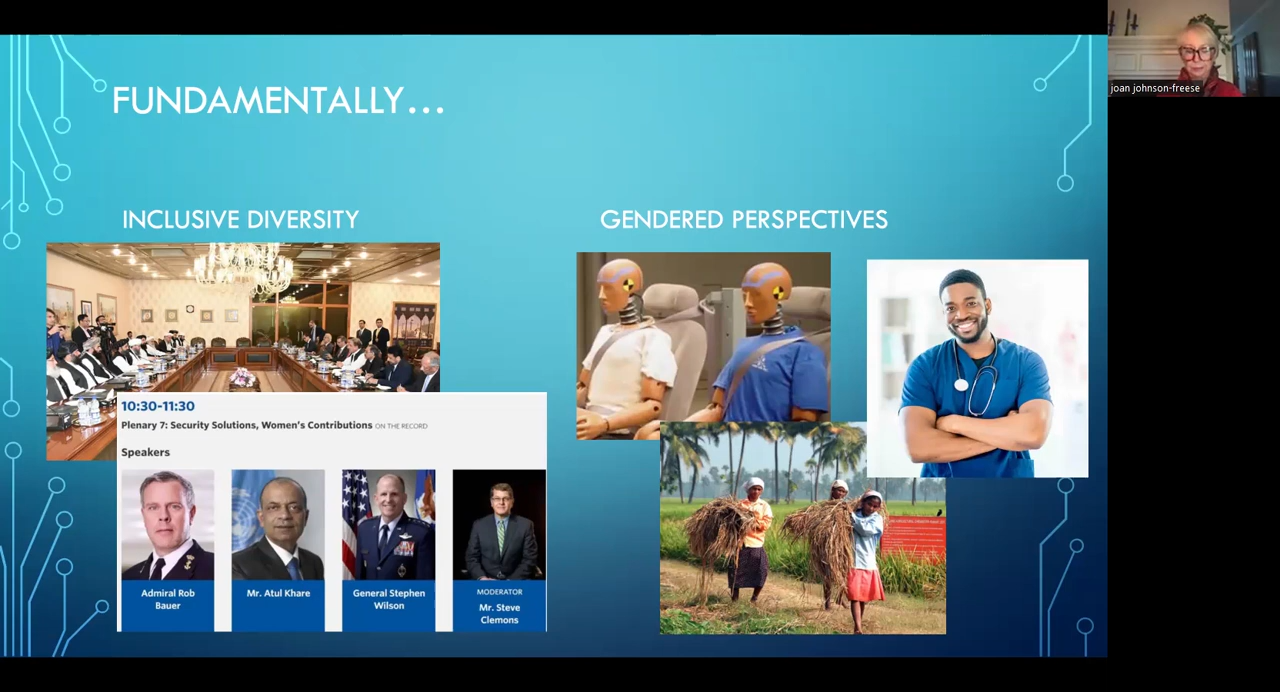 FUNDAMENTALLY...
INCLUSIVE DIVERSITY
GENDERED PERSPECTIVES
10:30-11:30
Plenary 7: Security Solutions, Women's Contributions ON THE RECORD
Speakers
Admiral Rob
Bauer
Mr. Atul Khare
General Stephen
Wilson
MODERATOR
Mr. Steve
Clemons
joan johnson-freese